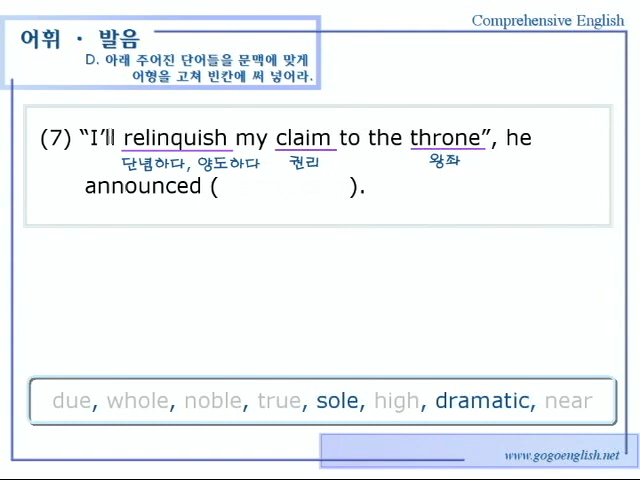 Comprehensive English
어휘 · 발음
D. 아래 주어진 단어들을 문맥에 맞게
어형을 고쳐 빈칸에 써 넣어라.
(7) “I’ll relinquish my claim to the throne”, he
단념하다, 양도하다 권리 왕좌
announced ( ).
due, whole, noble, true, sole, high, dramatic, near
www.gogoenglish.net